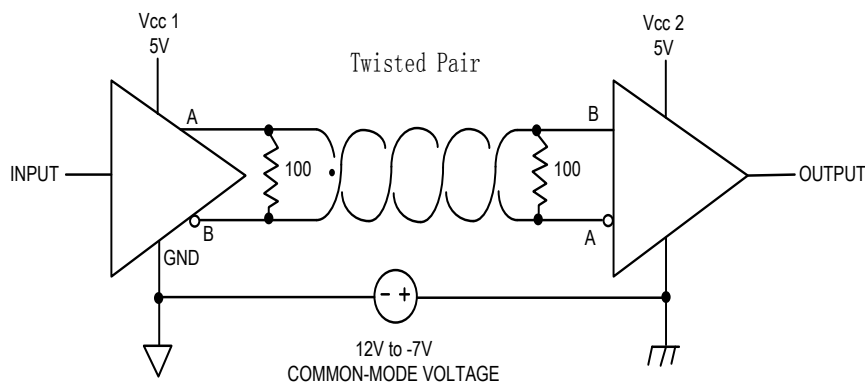 Vcc 1
5V
Twisted Pair
Vcc 2
5V
A
B
INPUT
100
100
OUTPUT
B
A
GND
- +
12V to -7V
COMMON-MODE VOLTAGE